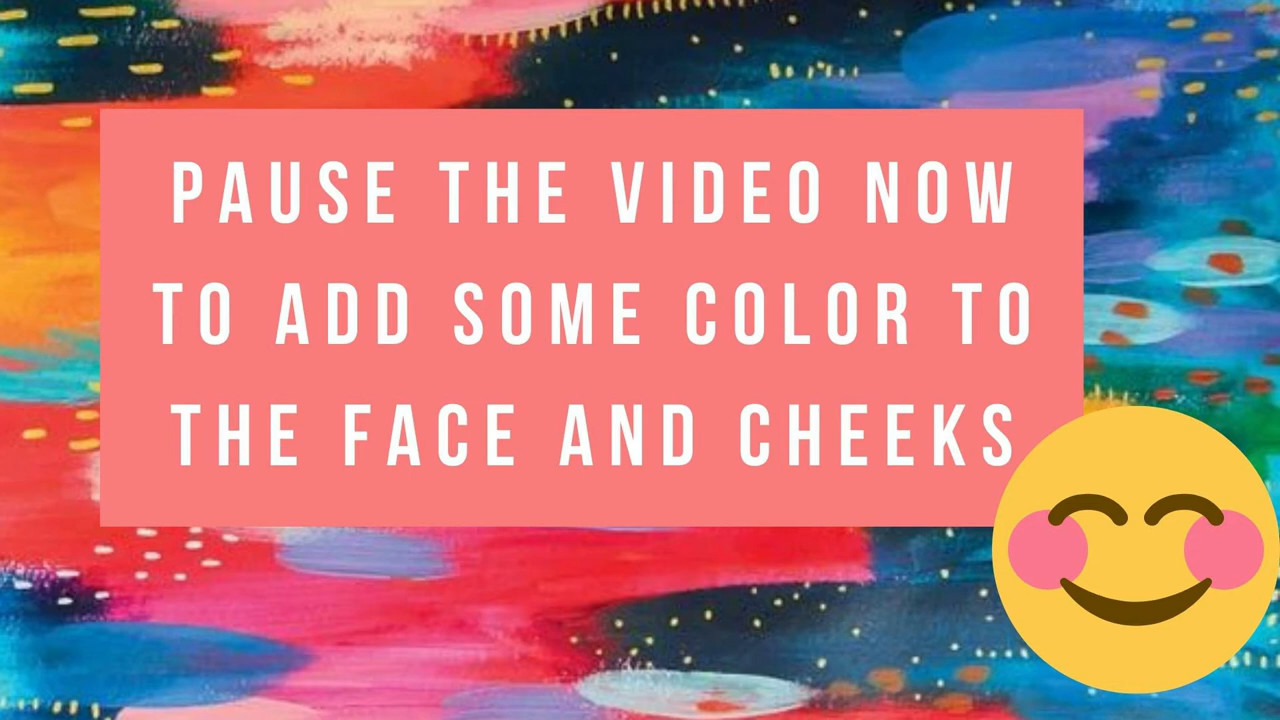 PAUSE THE VIDEO NOW
TO ADD SOME COLOR TO
THE FACE AND CHEEKS